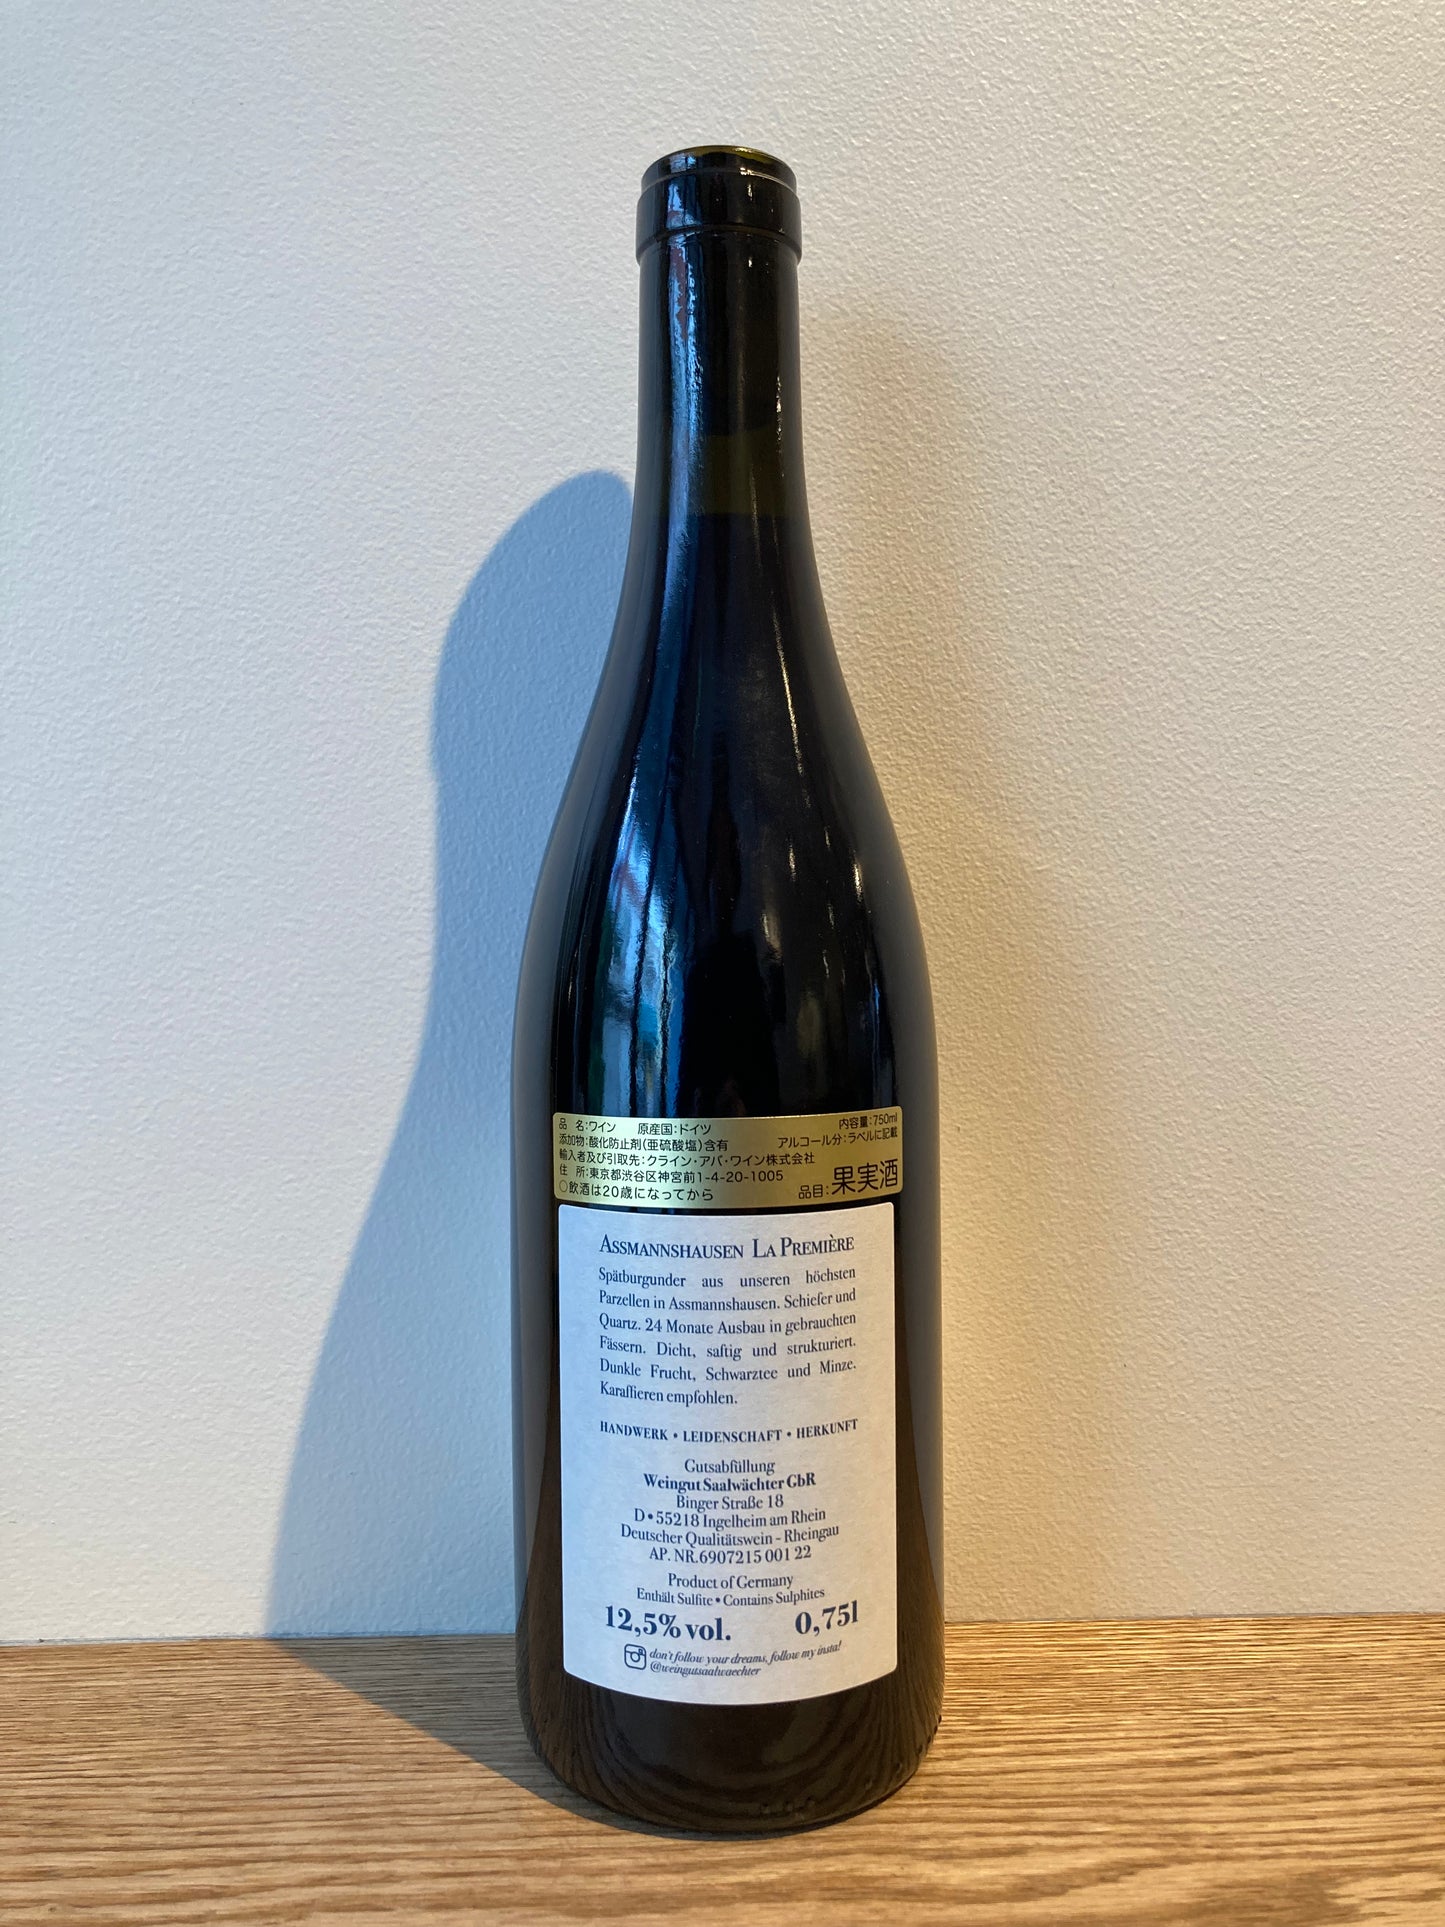 品 名:ワイン 原産国:ドイツ 内容量:750ml
添加物:酸化防止剤(亜硫酸塩)含有 アルコール分:ラベルに記載
輸入者及び引取先:クライン・アバ・ワイン株式会社
住 所:東京都渋谷区神宮前1-4-20-1005
○飲酒は20歳になってから 品目:果実酒
ASSMANNSHAUSEN LA PREMIÈRE
Spätburgunder aus unseren höchsten
Parzellen in Assmannshausen. Schiefer und
Quartz. 24 Monate Ausbau in gebrauchten
Fässern. Dicht, saftig und strukturiert.
Dunkle Frucht, Schwarztee und Minze.
Karaffieren empfohlen.
HANDWERK • LEIDENSCHAFT • HERKUNFT
Gutsabfüllung
Weingut Saalwächter GbR
Binger Straße 18
D•55218 Ingelheim am Rhein
Deutscher Qualitätswein - Rheingau
AP. NR.6907215 001 22
Product of Germany
Enthält Sulfite • Contains Sulphites
12,5% vol. 0,75l
don't follow your dreams, follow my insta!
@weingutsaalwaechter